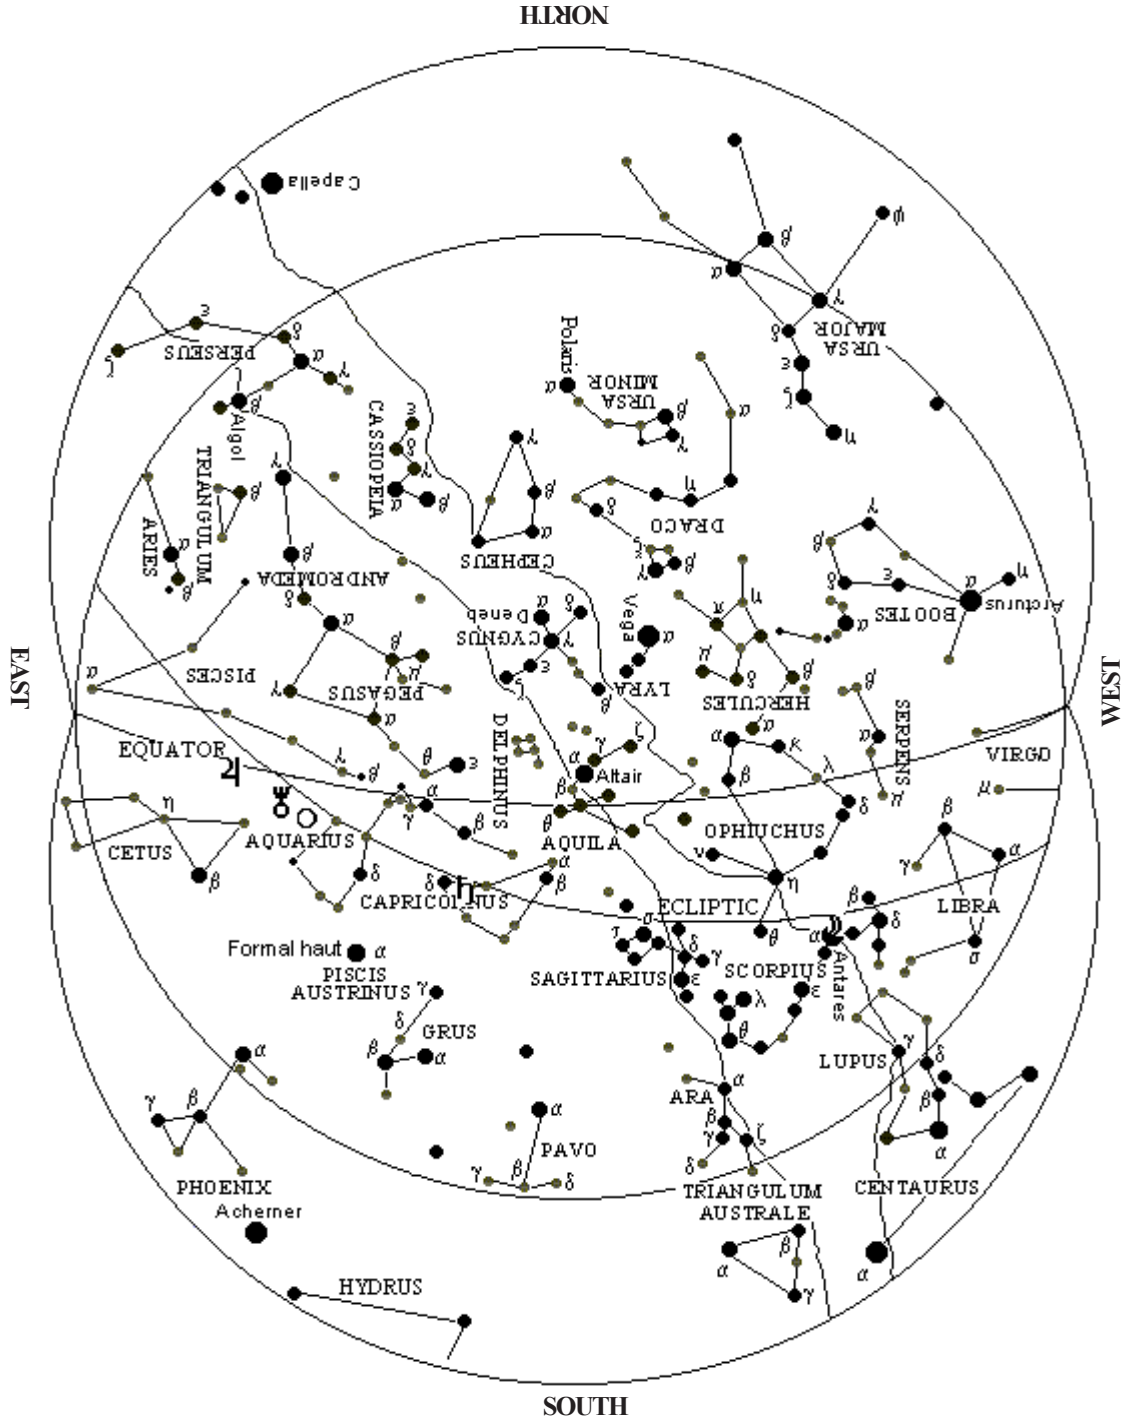 NORTH
Capella
ε
δ
PERSEUS
ζ
α
γ
β
Algol
Polaris
α
URSA
MINOR
β
γ
β
φ
α
γ
δ
URSA
MAJOR
ε
ζ
η
CASSIOPEIA
ε
δ
γ
α
β
γ
β
α
CEPHEUS
α
η
δ
DRACO
ξ
γ
β
TRIANGULUM
β
ARIES
α
β
γ
β
ANDROMEDA
δ
α
γ
β
δ
ε
α
η
BOOTES
Arcturus
α
Deneb
α
δ
CYGNUS
γ
ε
ζ
β
Vega
α
LYRA
π
η
μ
δ
β
HERCULES
α
α
PISCES
γ
β
EAST
WEST
β
μ
PEGASUS
γ
α
θ
ε
DELPHINUS
ζ
γ
α
Altair
β
θ
AQUILA
α
κ
β
λ
δ
OPHIUCHUS
ν
η
θ
β
SERPENS
α
μ
VIRGO
μ
EQUATOR
η
CETUS
β
AQUARIUS
γ
α
β
δ
δ
CAPRICORNUS
α
β
ECLIPTIC
β
α
γ
LIBRA
σ
β
δ
α
Antares
SCORPIUS
ε
λ
θ
σ
τ
δ
γ
SAGITTARIUS
ε
Formal haut
α
PISCIS
AUSTRINUS
γ
δ
GRUS
β
α
γ
LUPUS
δ
β
α
α
γ
β
PHOENIX
Acherner
α
PAVO
γ
β
δ
ARA
α
β
γ
ζ
δ
TRIANGULUM
AUSTRALE
β
α
γ
CENTAURUS
α
HYDRUS
SOUTH